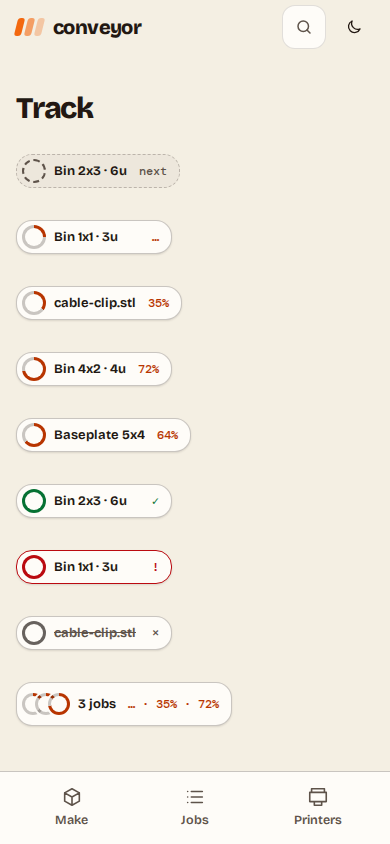 conveyor
Track
Bin 2x3 · 6u next
Bin 1x1 · 3u …
cable-clip.stl 35%
Bin 4x2 · 4u 72%
Baseplate 5x4 64%
Bin 2x3 · 6u ✓
Bin 1x1 · 3u !
cable-clip.stl ×
3 jobs … · 35% · 72%
Make Jobs Printers